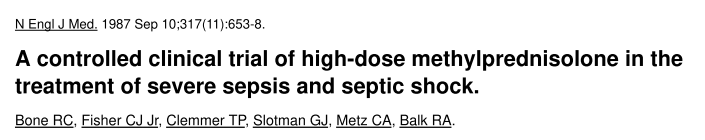 N Engl J Med. 1987 Sep 10;317(11):653-8.
A controlled clinical trial of high-dose methylprednisolone in the
treatment of severe sepsis and septic shock.
Bone RC, Fisher CJ Jr, Clemmer TP, Slotman GJ, Metz CA, Balk RA.